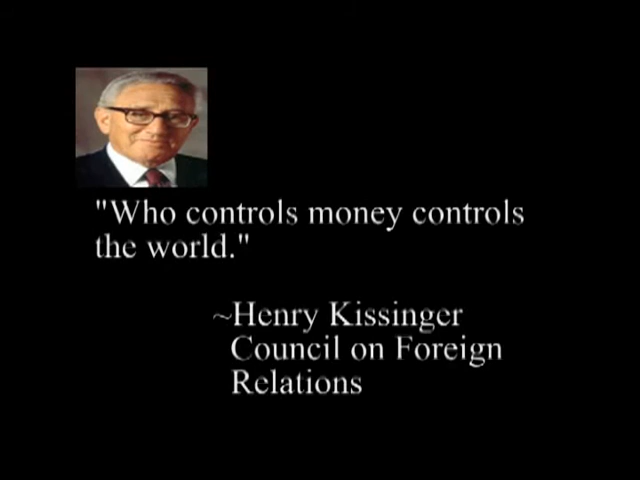 "Who controls money controls
the world."
~Henry Kissinger
Council on Foreign
Relations